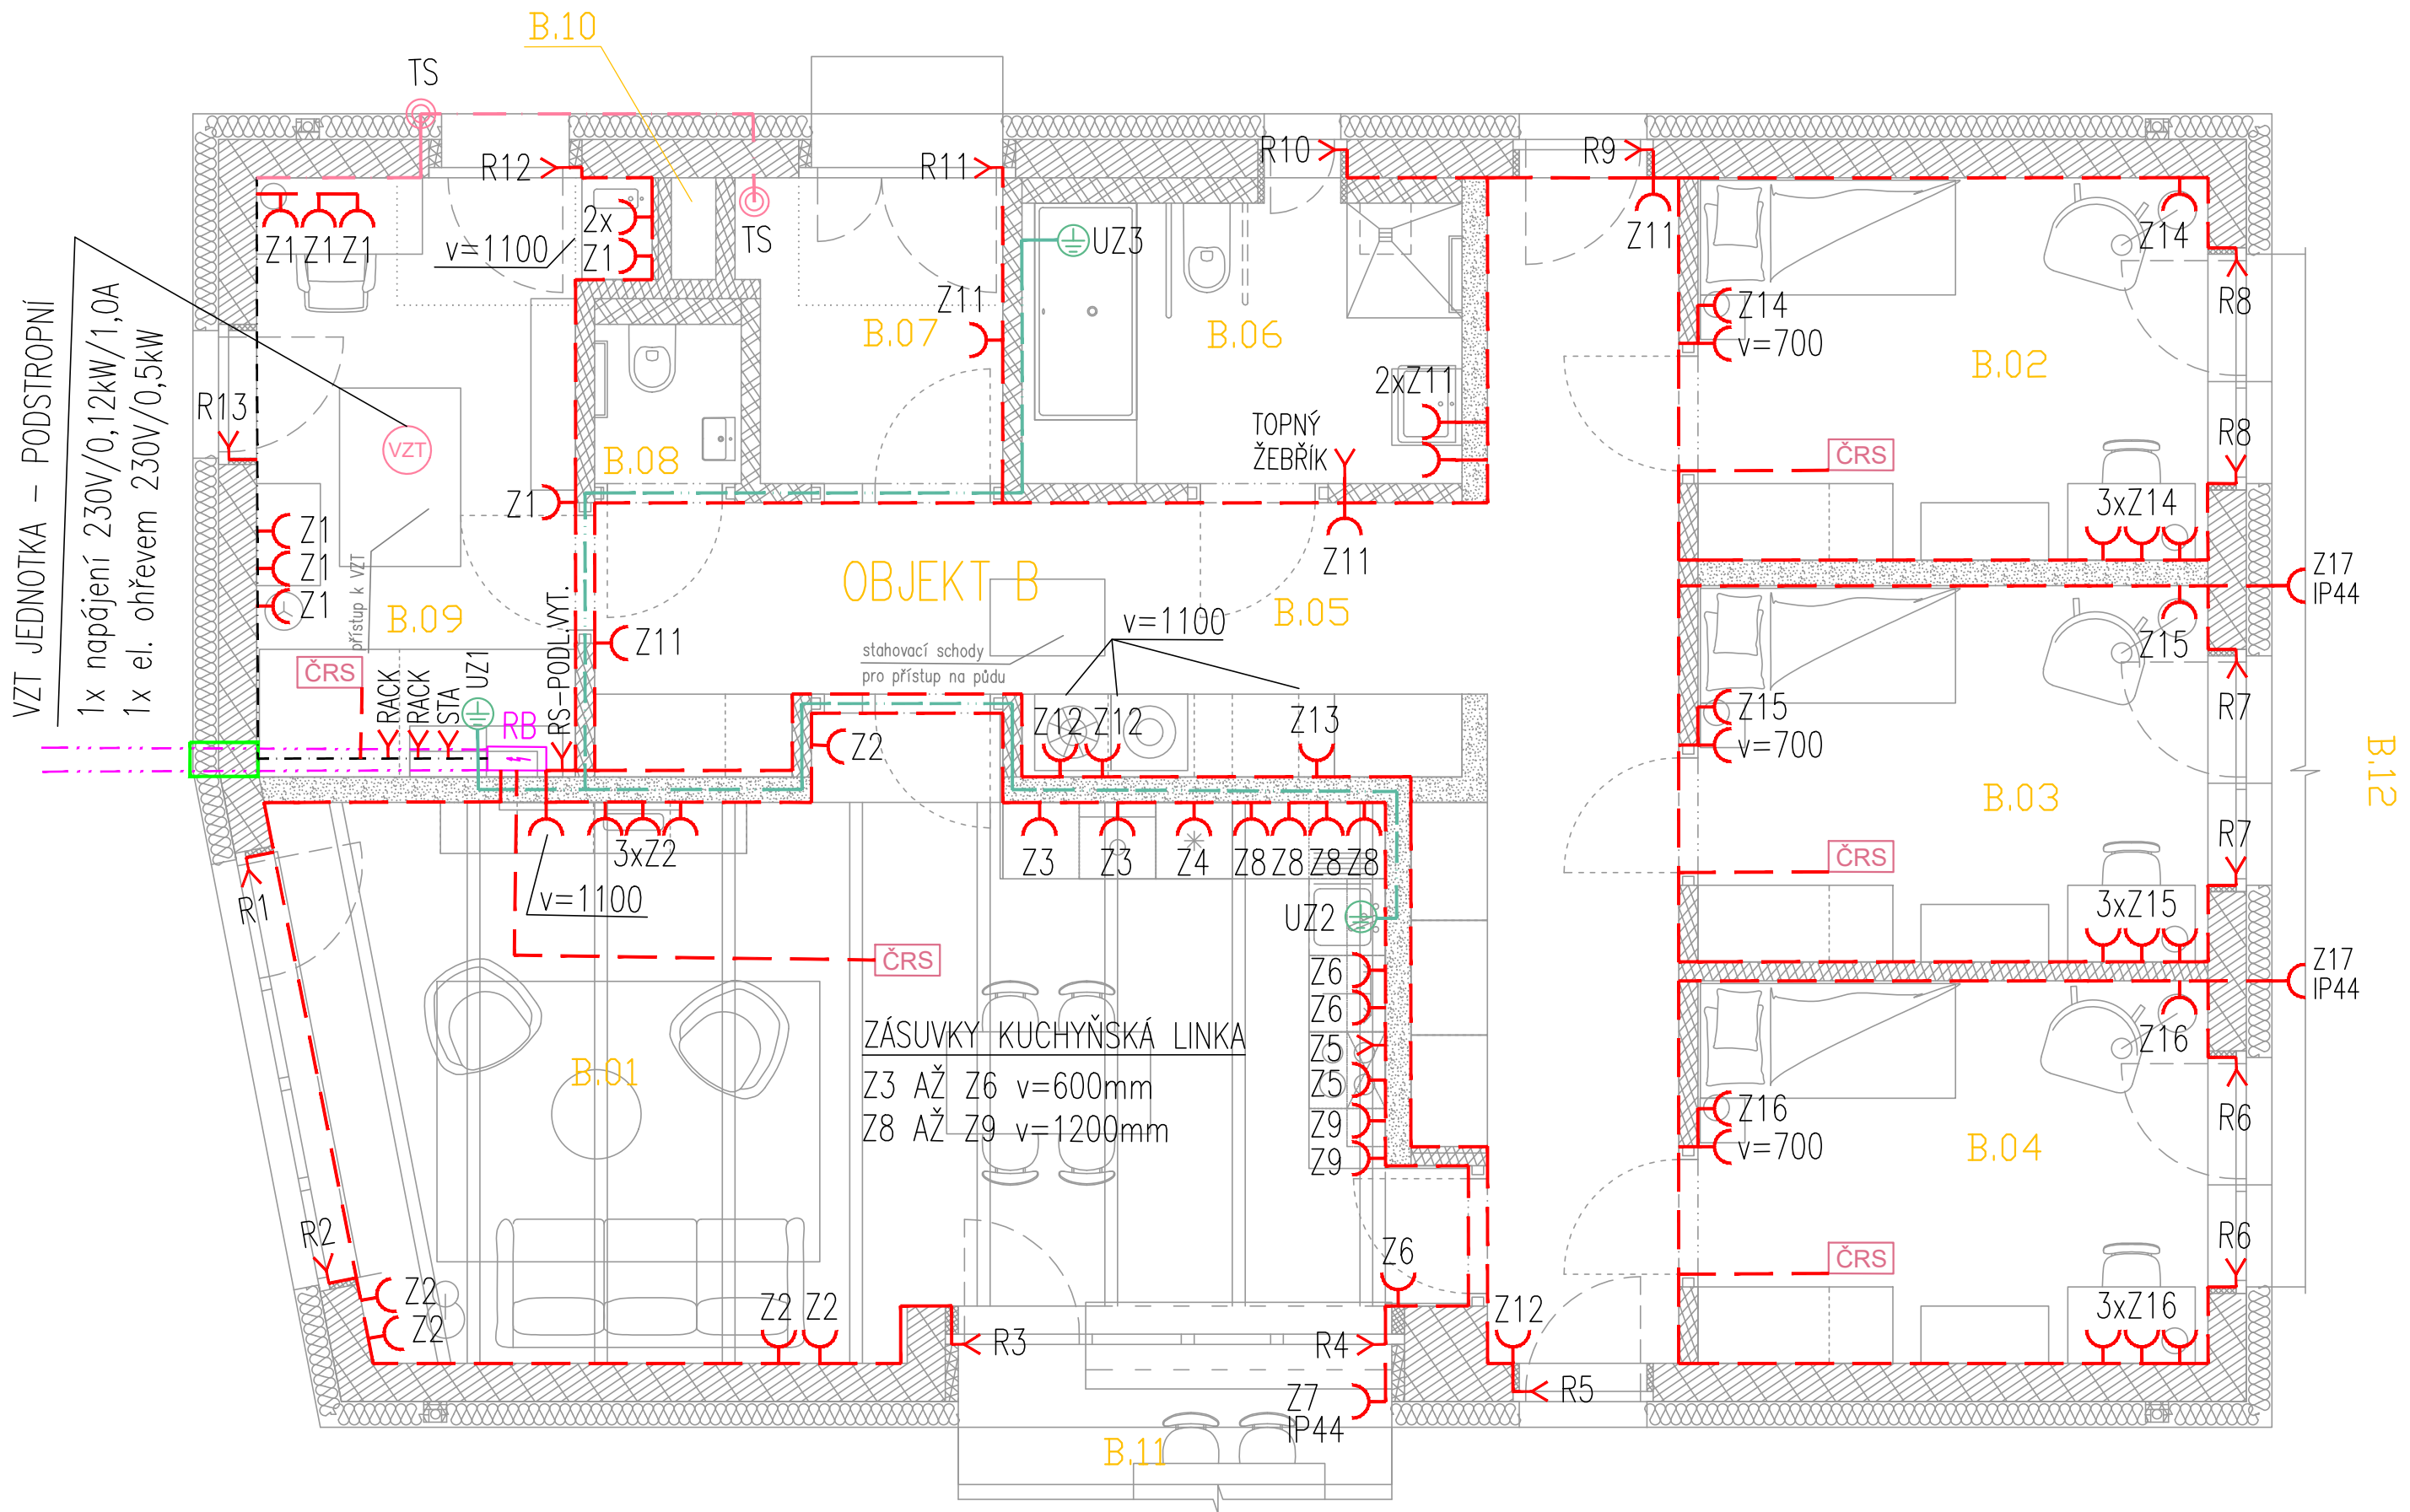 B.10
TS
R12
R11
R10
R9
2x
Z1
v=1100
Z1
Z1
Z1
TS
UZ3
Z11
Z14
R8
VZT JEDNOTKA - PODSTROPNÍ
1x napájení 230V/0,12kW/1,0A
1x el. ohřevem 230V/0,5kW
Z11
B.07
B.06
Z14
v=700
B.02
R13
VZT
B.08
2xZ11
TOPNÝ
ŽEBŘÍK
ČRS
R8
Z1
3xZ14
Z1
Z1
Z1
přístup k VZT
B.09
OBJEKT B
Z11
B.05
Z17
IP44
Z11
v=1100
stahovací schody
pro přístup na půdu
Z15
R7
ČRS
RACK
RACK
STA
UZ1
RB
RS-PODL.VYT.
Z2
Z12
Z12
Z13
Z15
v=700
B.03
B.12
3xZ2
v=1100
Z3
Z3
Z4
Z8
Z8
Z8
Z8
ČRS
R7
R1
UZ2
3xZ15
ČRS
Z6
Z6
Z17
IP44
ZÁSUVKY KUCHYŇSKÁ LINKA
Z3 AŽ Z6 v=600mm
Z8 AŽ Z9 v=1200mm
B.01
Z5
Z5
Z9
Z9
Z16
R6
Z16
v=700
B.04
R2
Z6
ČRS
R6
Z2
Z2
Z2
Z2
R3
R4
Z12
3xZ16
R5
Z7
IP44
B.11